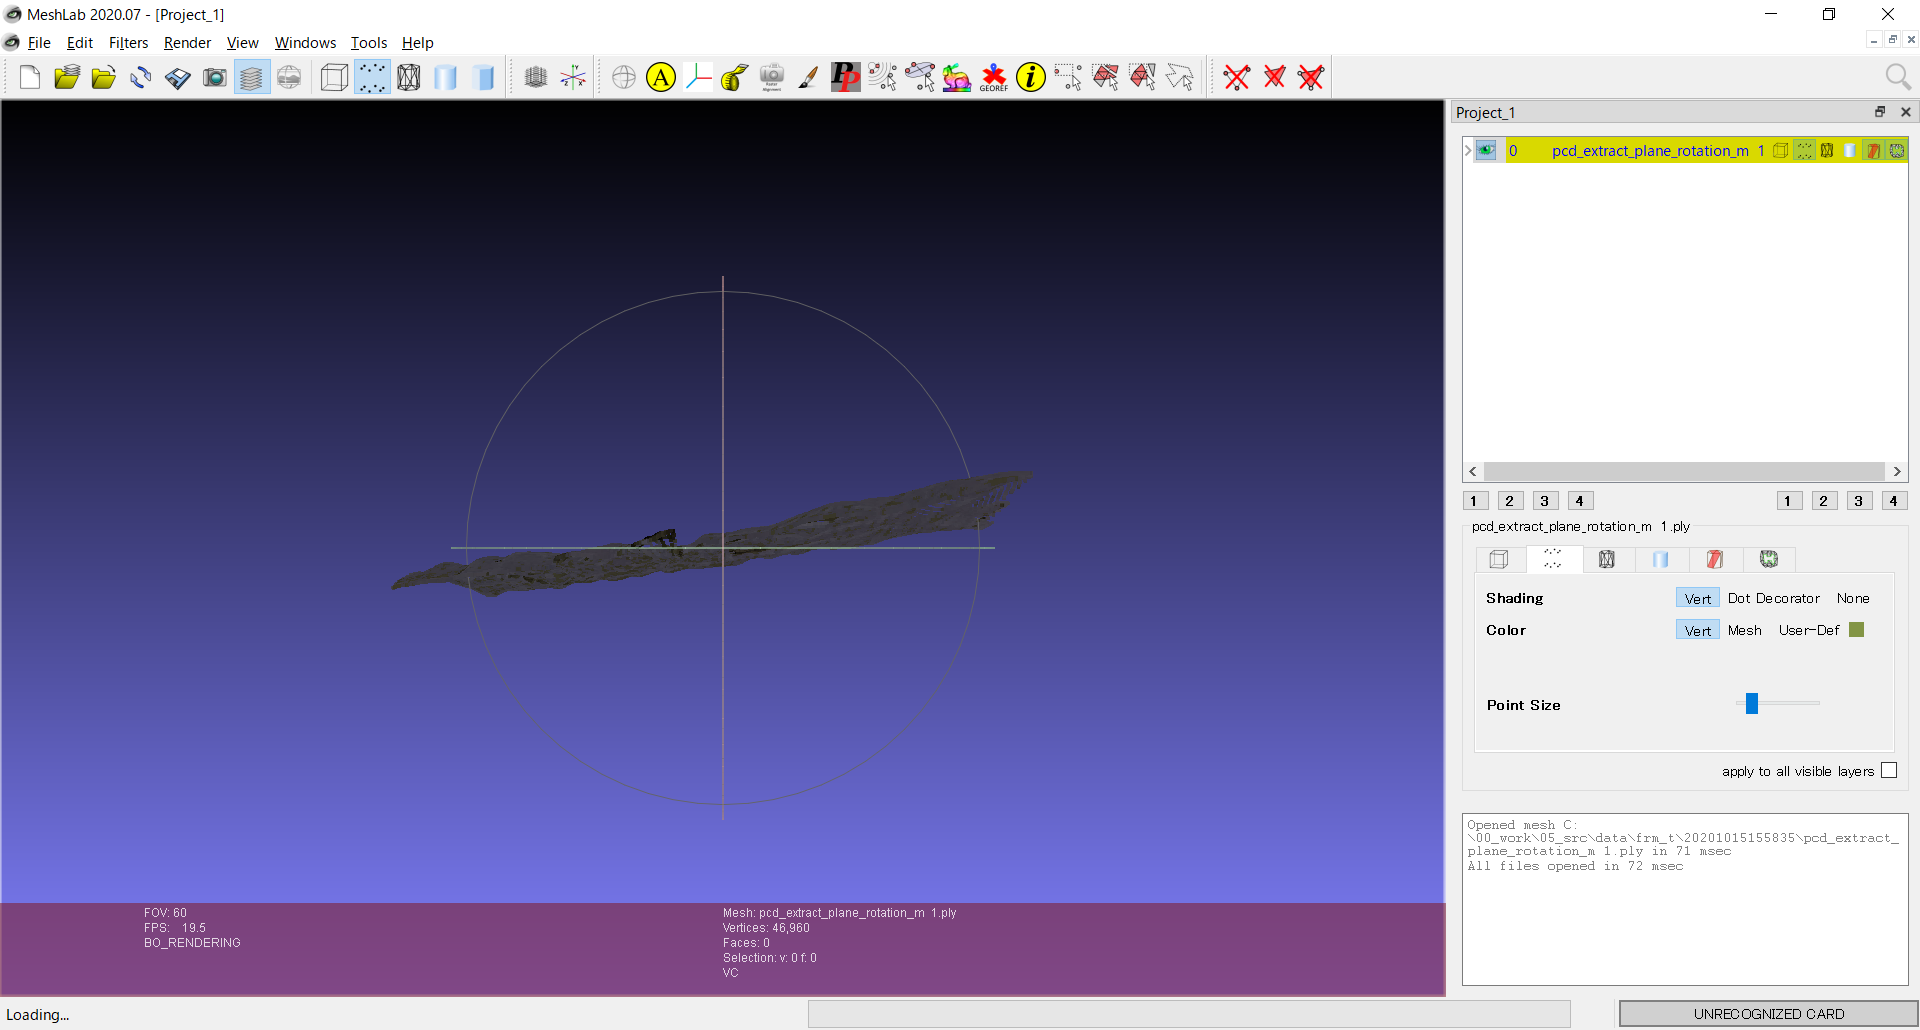 MeshLab 2020.07 - [Project_1]
File Edit Filters Render View Windows Tools Help
A
PP
GEOREF
i
Project_1
0 pcd_extract_plane_rotation_m 1
1 2 3 4 1 2 3 4
pcd_extract_plane_rotation_m 1.ply
Shading Vert Dot Decorator None
Color Vert Mesh User-Def
Point Size
apply to all visible layers
Opened mesh C:
\00_work\05_src\data\frm_t\20201015155835\pcd_extract_
plane_rotation_m 1.ply in 71 msec
All files opened in 72 msec
FOV: 60
FPS: 19.5
BO_RENDERING
Mesh: pcd_extract_plane_rotation_m 1.ply
Vertices: 46,960
Faces: 0
Selection: v: 0 f: 0
VC
Loading...
UNRECOGNIZED CARD